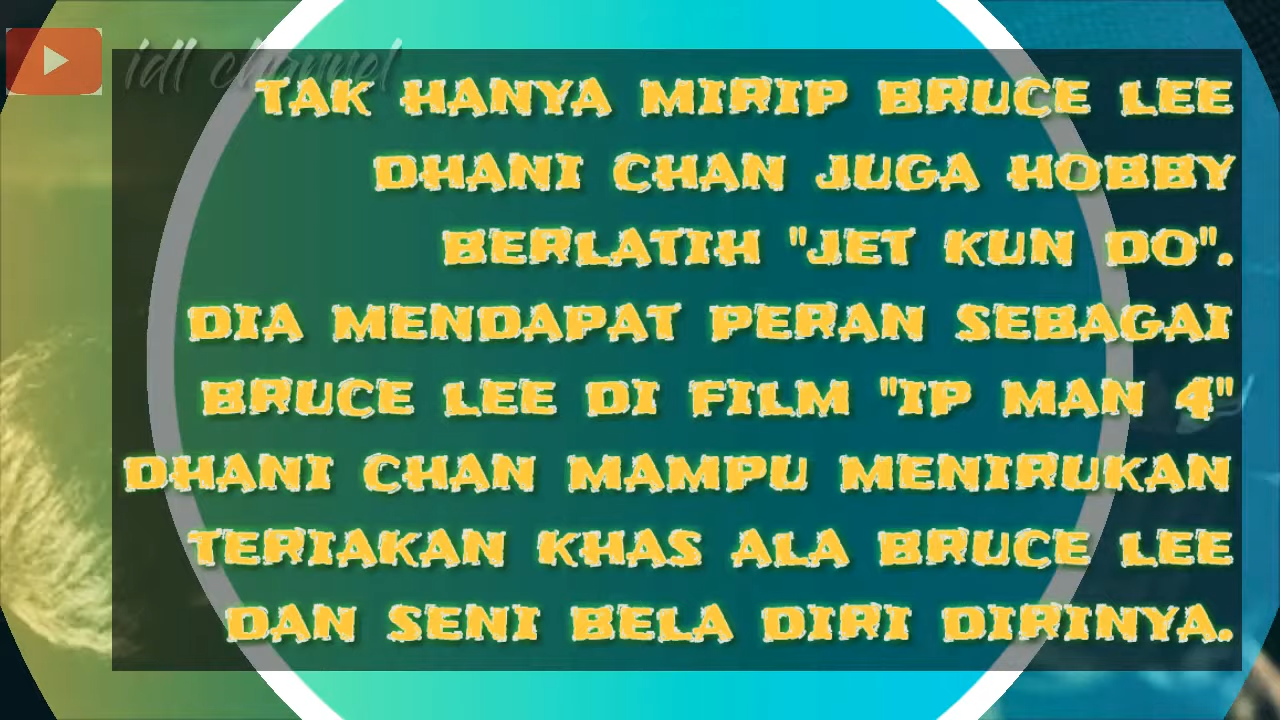 idl channel
TAK HANYA MIRIP BRUCE LEE
DHANI CHAN JUGA HOBBY
BERLATIH "JET KUN DO".
DIA MENDAPAT PERAN SEBAGAI
BRUCE LEE DI FILM "IP MAN 4"
DHANI CHAN MAMPU MENIRUKAN
TERIAKAN KHAS ALA BRUCE LEE
DAN SENI BELA DIRI DIRINYA.